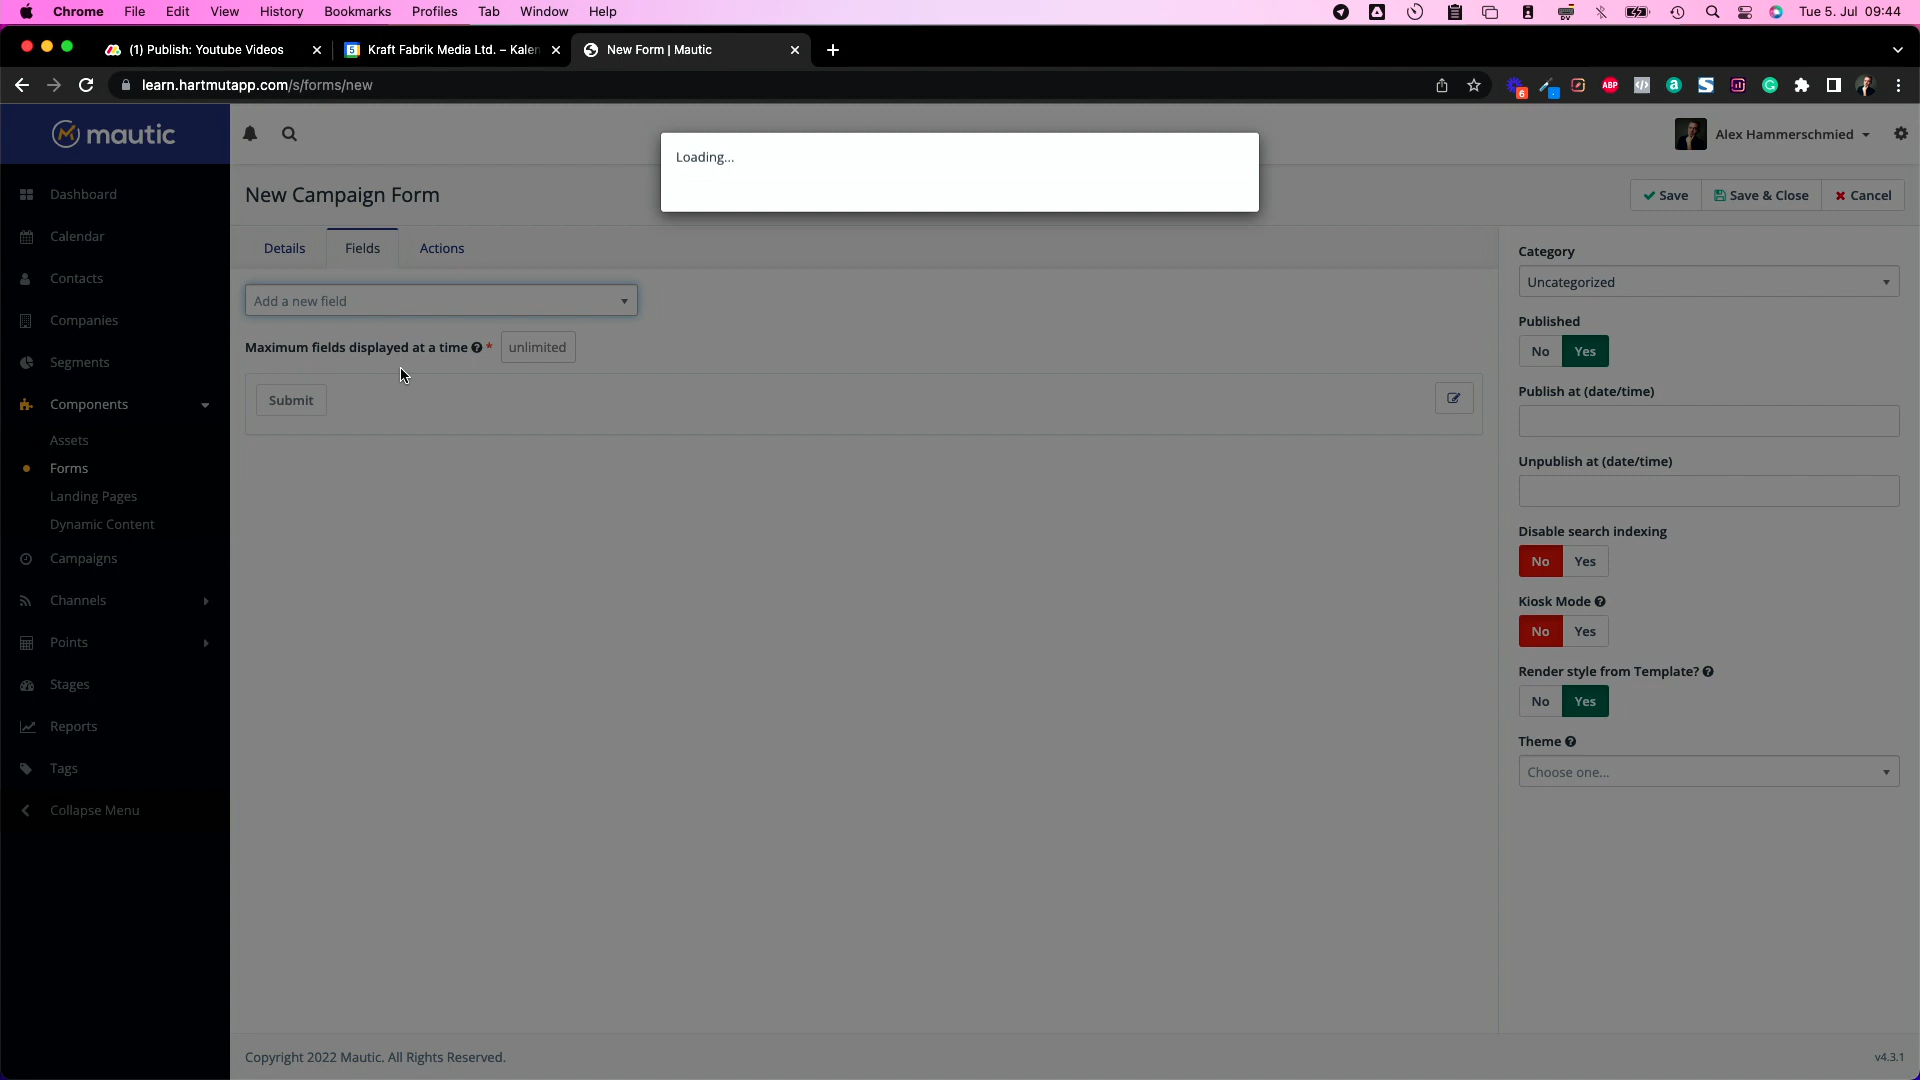 Chrome File Edit View History Bookmarks Profiles Tab Window Help Tue 5. Jul 09:44
(1) Publish: Youtube Videos Kraft Fabrik Media Ltd. – Kalen New Form | Mautic
learn.hartmutapp.com/s/forms/new
mautic
Alex Hammerschmied
Loading...
New Campaign Form
Save Save & Close Cancel
Details Fields Actions
Add a new field
Maximum fields displayed at a time * unlimited
Submit
Dashboard
Calendar
Contacts
Companies
Segments
Components
Assets
Forms
Landing Pages
Dynamic Content
Campaigns
Channels
Points
Stages
Reports
Tags
Collapse Menu
Category
Uncategorized
Published
No Yes
Publish at (date/time)
Unpublish at (date/time)
Disable search indexing
No Yes
Kiosk Mode
No Yes
Render style from Template?
No Yes
Theme
Choose one...
Copyright 2022 Mautic. All Rights Reserved.
v4.3.1